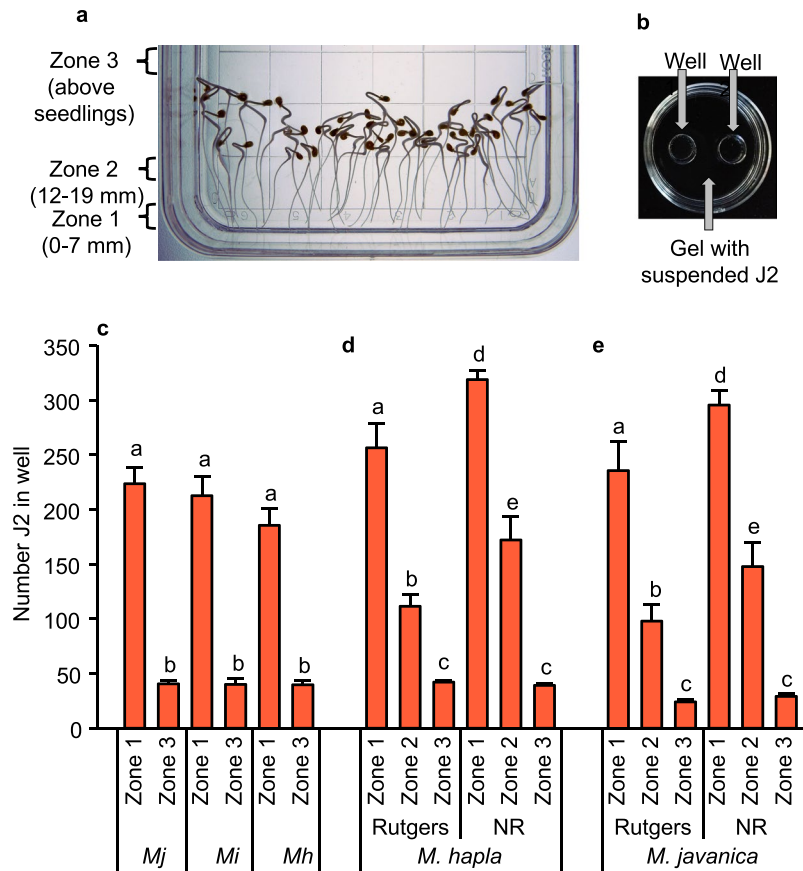 a
Zone 3
(above
seedlings)
Zone 2
(12-19 mm)
Zone 1
(0-7 mm)
b
Well Well
Gel with
suspended J2
c
d
e
Number J2 in well
350
300
250
200
150
100
50
0
a
b
a
b
a
b
a
b
c
d
e
c
a
b
c
d
e
c
Zone 1
Zone 3
Zone 1
Zone 3
Zone 1
Zone 3
Zone 1
Zone 2
Zone 3
Zone 1
Zone 2
Zone 3
Zone 1
Zone 2
Zone 3
Zone 1
Zone 2
Zone 3
Rutgers NR Rutgers NR
Mj Mi Mh M. hapla M. javanica